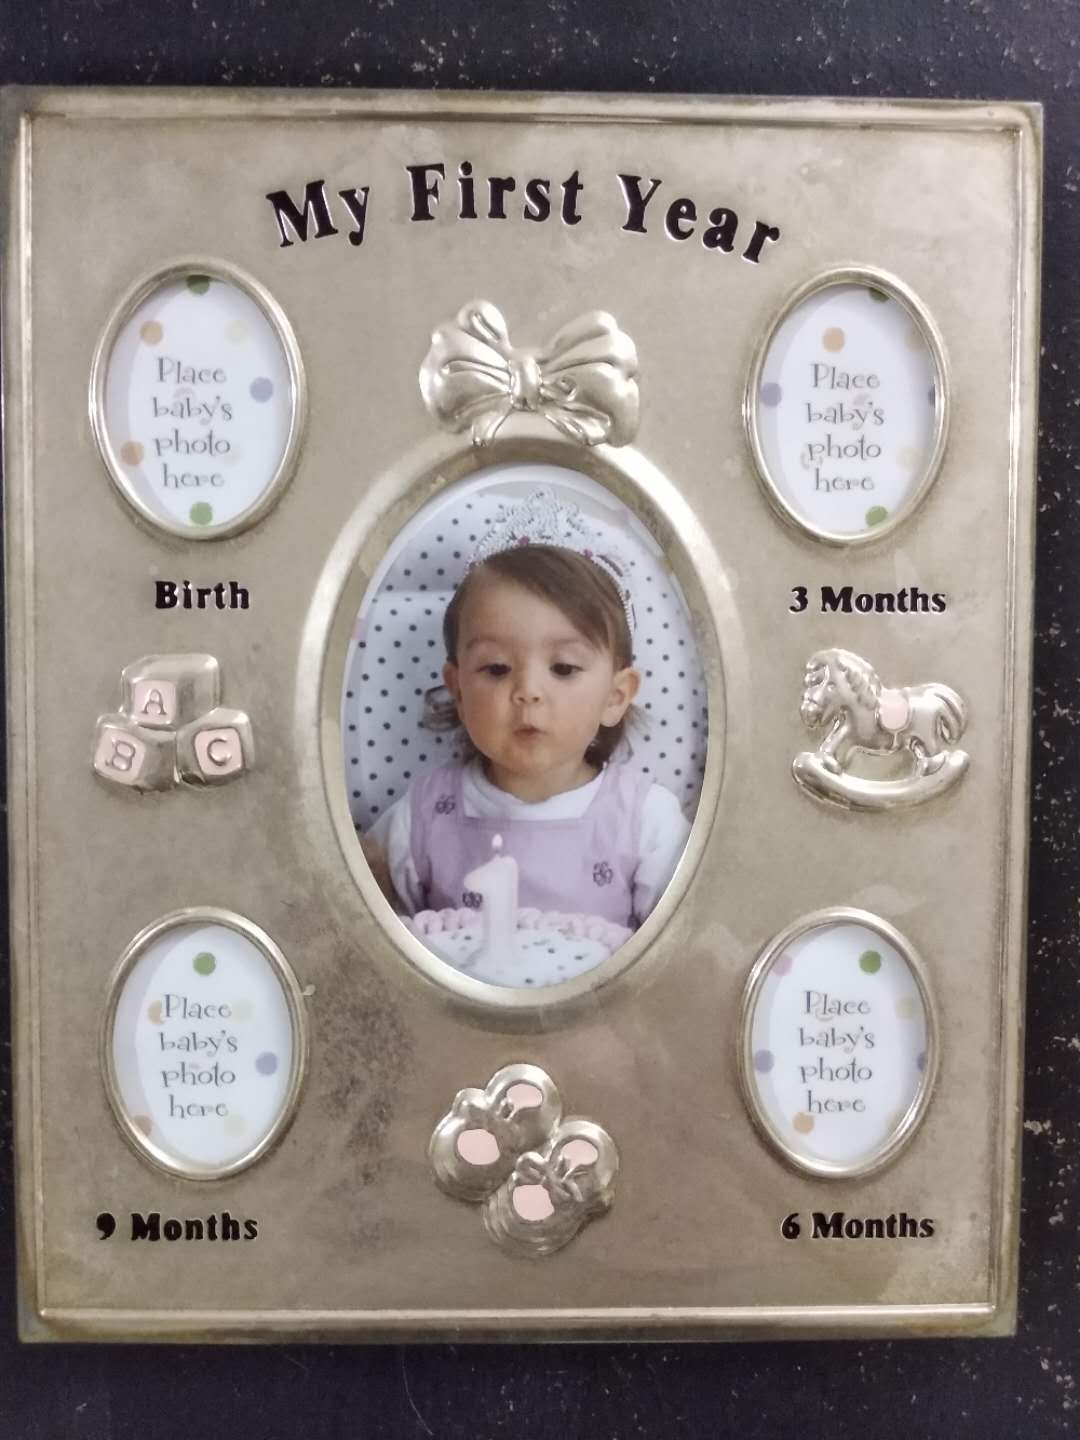 My First Year
Place
baby's
photo
here
Birth
Place
baby's
photo
here
3 Months
A
B C
1
Place
baby's
photo
here
9 Months
Place
baby's
photo
here
6 Months